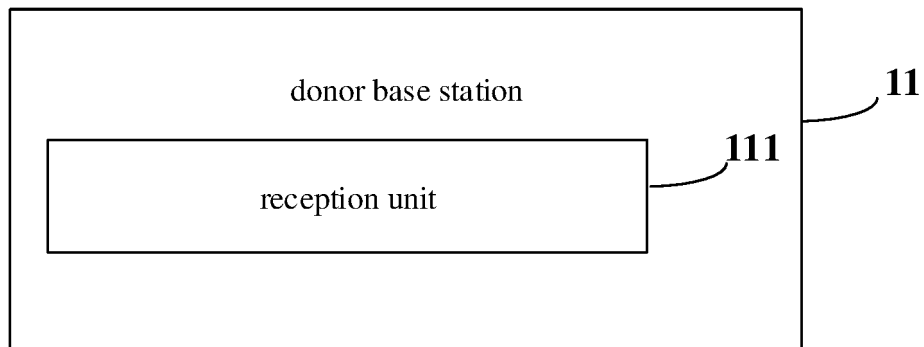 11
donor base station
111
reception unit